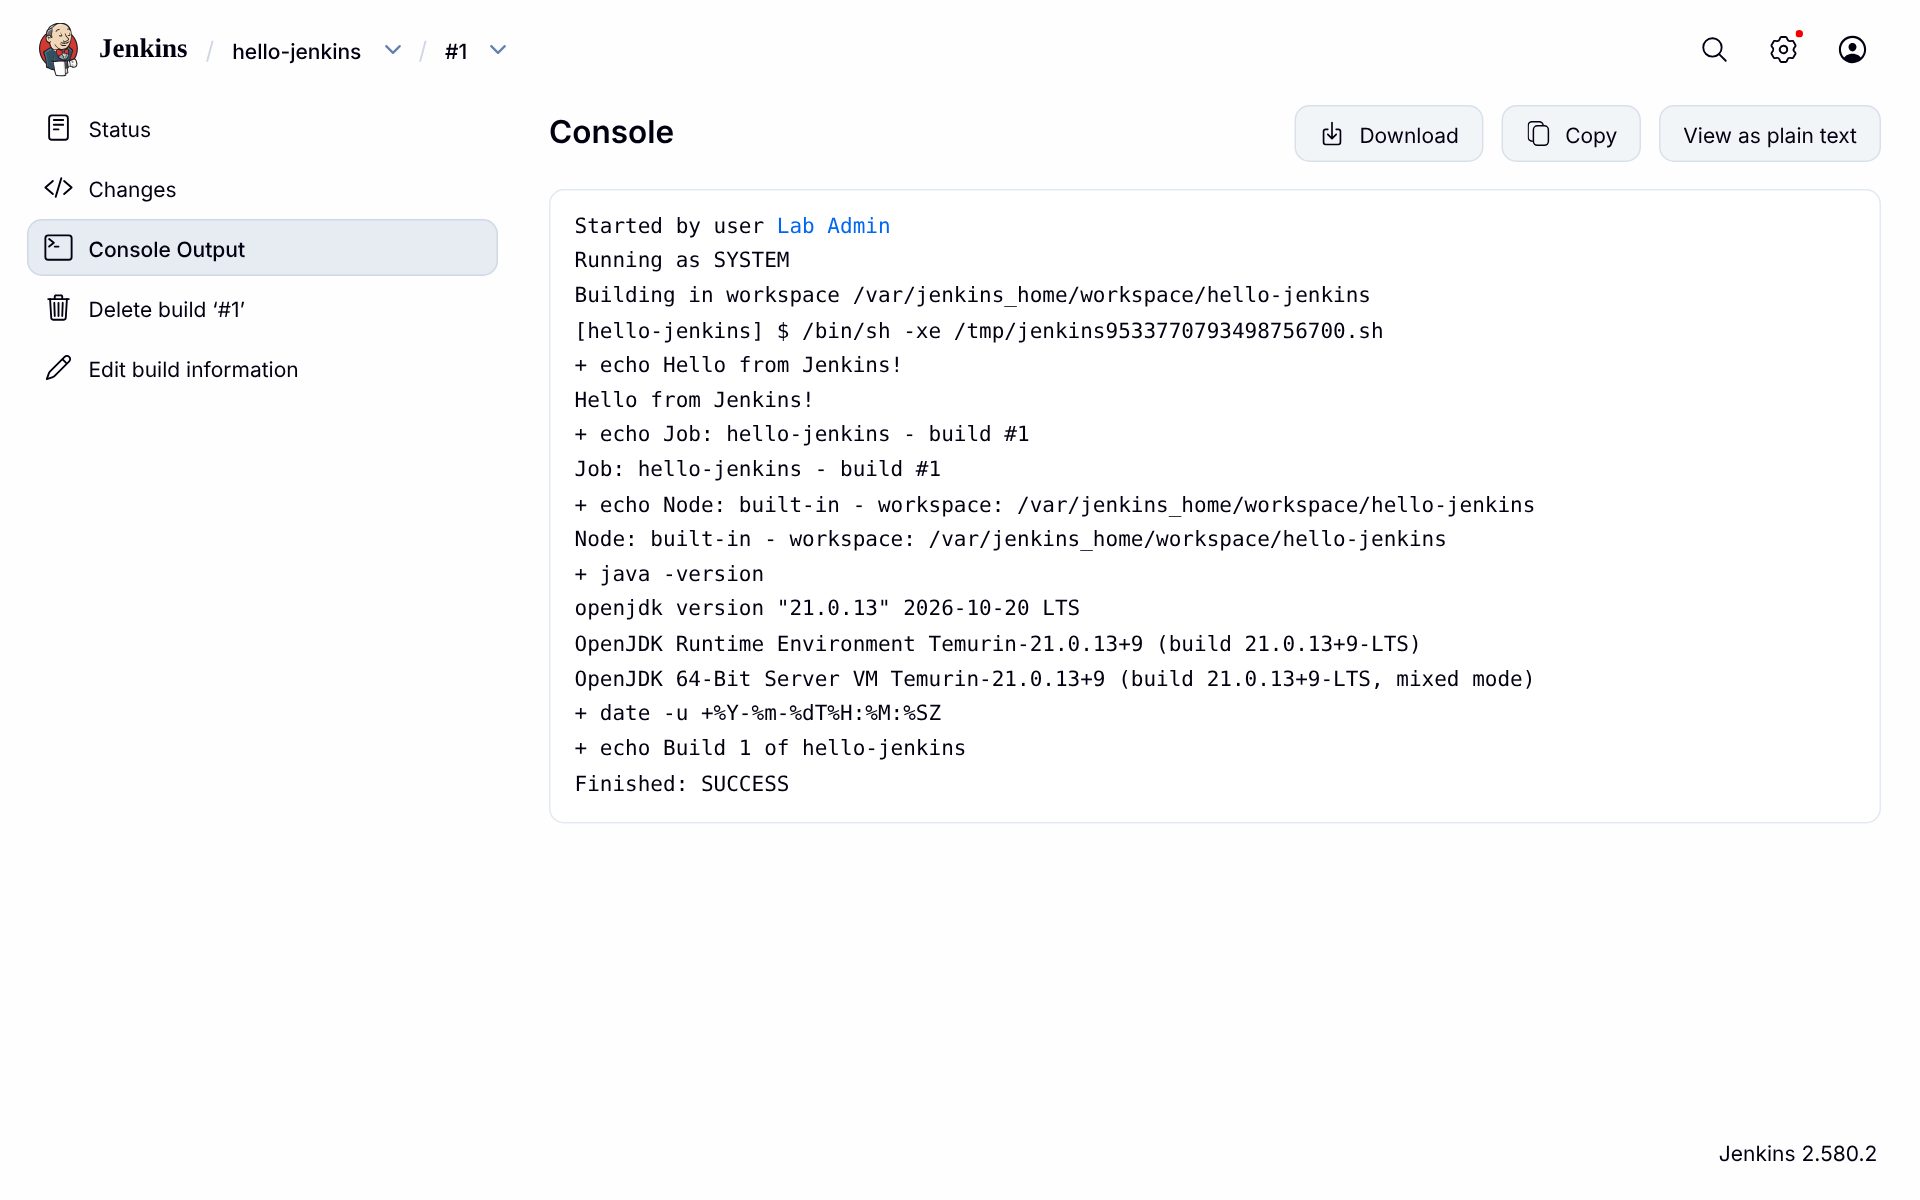 Jenkins / hello-jenkins / #1
Status
Changes
Console Output
Delete build ‘#1’
Edit build information
Console
Download
Copy
View as plain text
Started by user Lab Admin
Running as SYSTEM
Building in workspace /var/jenkins_home/workspace/hello-jenkins
[hello-jenkins] $ /bin/sh -xe /tmp/jenkins9533770793498756700.sh
+ echo Hello from Jenkins!
Hello from Jenkins!
+ echo Job: hello-jenkins - build #1
Job: hello-jenkins - build #1
+ echo Node: built-in - workspace: /var/jenkins_home/workspace/hello-jenkins
Node: built-in - workspace: /var/jenkins_home/workspace/hello-jenkins
+ java -version
openjdk version "21.0.13" 2026-10-20 LTS
OpenJDK Runtime Environment Temurin-21.0.13+9 (build 21.0.13+9-LTS)
OpenJDK 64-Bit Server VM Temurin-21.0.13+9 (build 21.0.13+9-LTS, mixed mode)
+ date -u +%Y-%m-%dT%H:%M:%SZ
+ echo Build 1 of hello-jenkins
Finished: SUCCESS
Jenkins 2.580.2